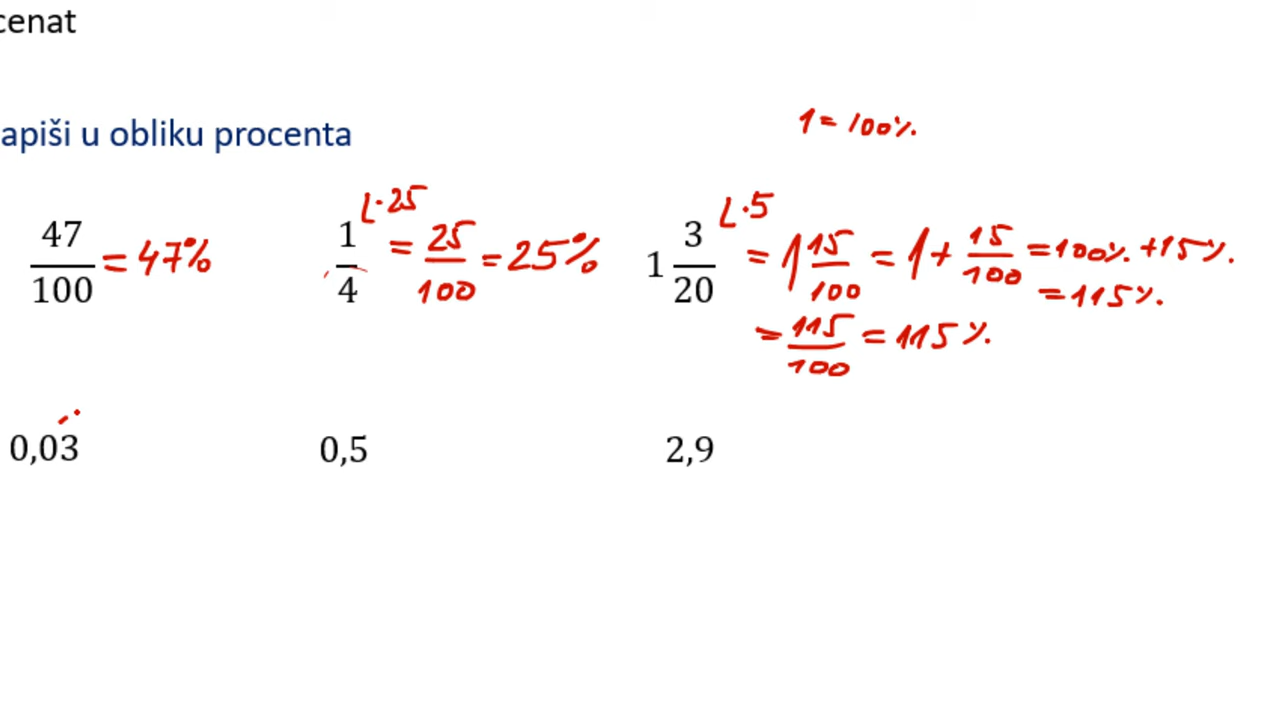 cenat
apiši u obliku procenta
1 = 100%
47/100 = 47%
1/4 L·25 = 25/100 = 25%
1 3/20 L·5 = 1 15/100 = 1 + 15/100 = 100% + 15%
= 115%
= 115/100 = 115%
0,03
0,5
2,9